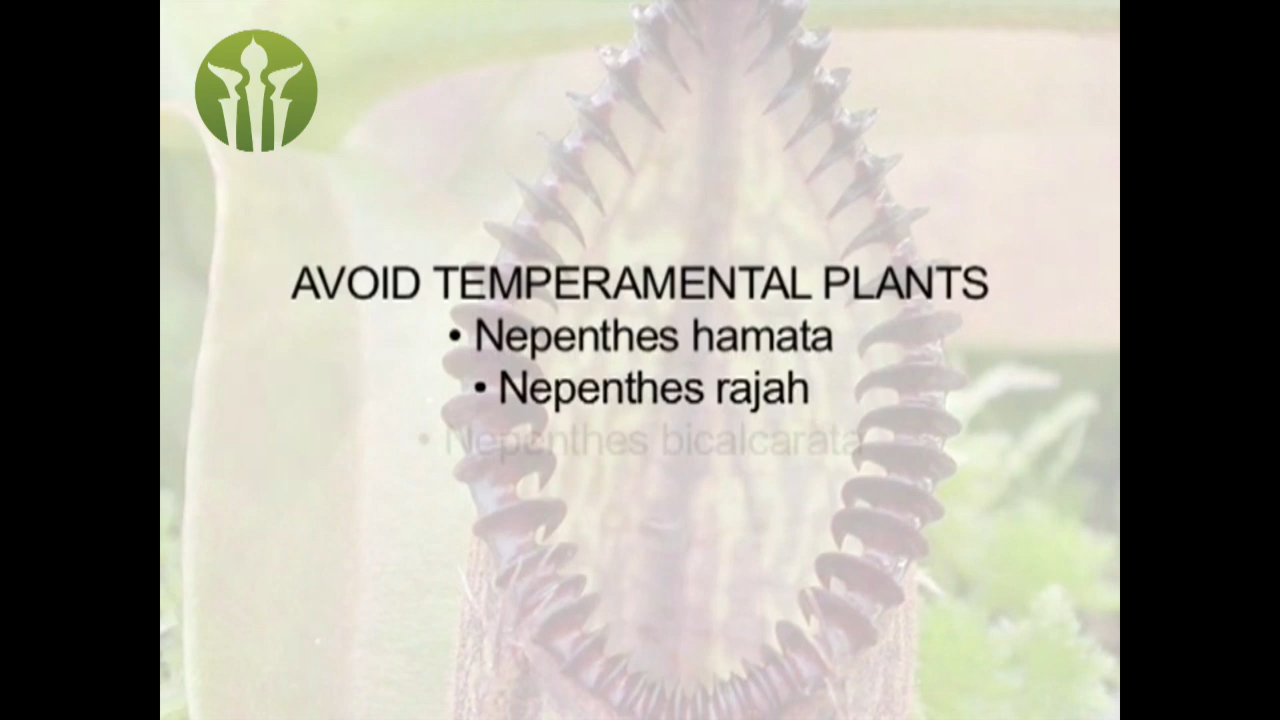 AVOID TEMPERAMENTAL PLANTS
• Nepenthes hamata
• Nepenthes rajah
• Nepenthes bicalcarata